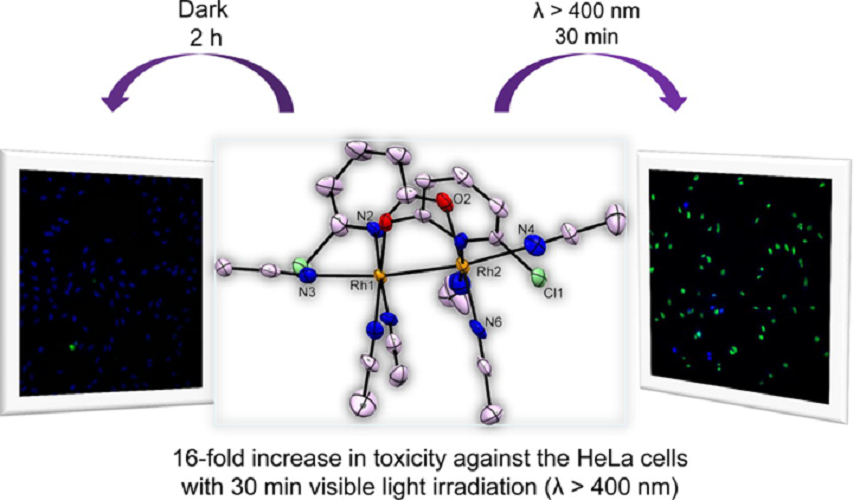 Dark
2 h
λ > 400 nm
30 min
O2
N2
N4
N3
Rh1
Rh2
Cl1
N6
16-fold increase in toxicity against the HeLa cells
with 30 min visible light irradiation (λ > 400 nm)